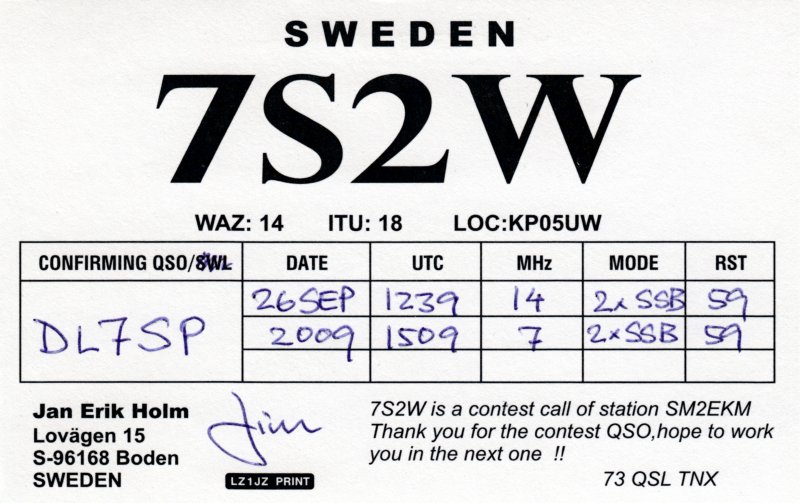 SWEDEN
7S2W
WAZ: 14 ITU: 18 LOC:KP05UW
CONFIRMING QSO/SWL DATE UTC MHz MODE RST
DL7SP 26SEP 1239 14 2xSSB 59
2009 1509 7 2xSSB 59
Jan Erik Holm
Lovägen 15
S-96168 Boden
SWEDEN
Jim
LZ1JZ PRINT
7S2W is a contest call of station SM2EKM
Thank you for the contest QSO,hope to work
you in the next one !!
73 QSL TNX